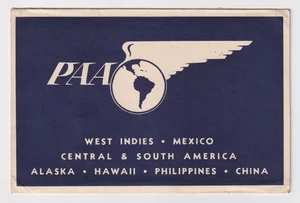 PAA
WEST INDIES • MEXICO
CENTRAL & SOUTH AMERICA
ALASKA • HAWAII • PHILIPPINES • CHINA